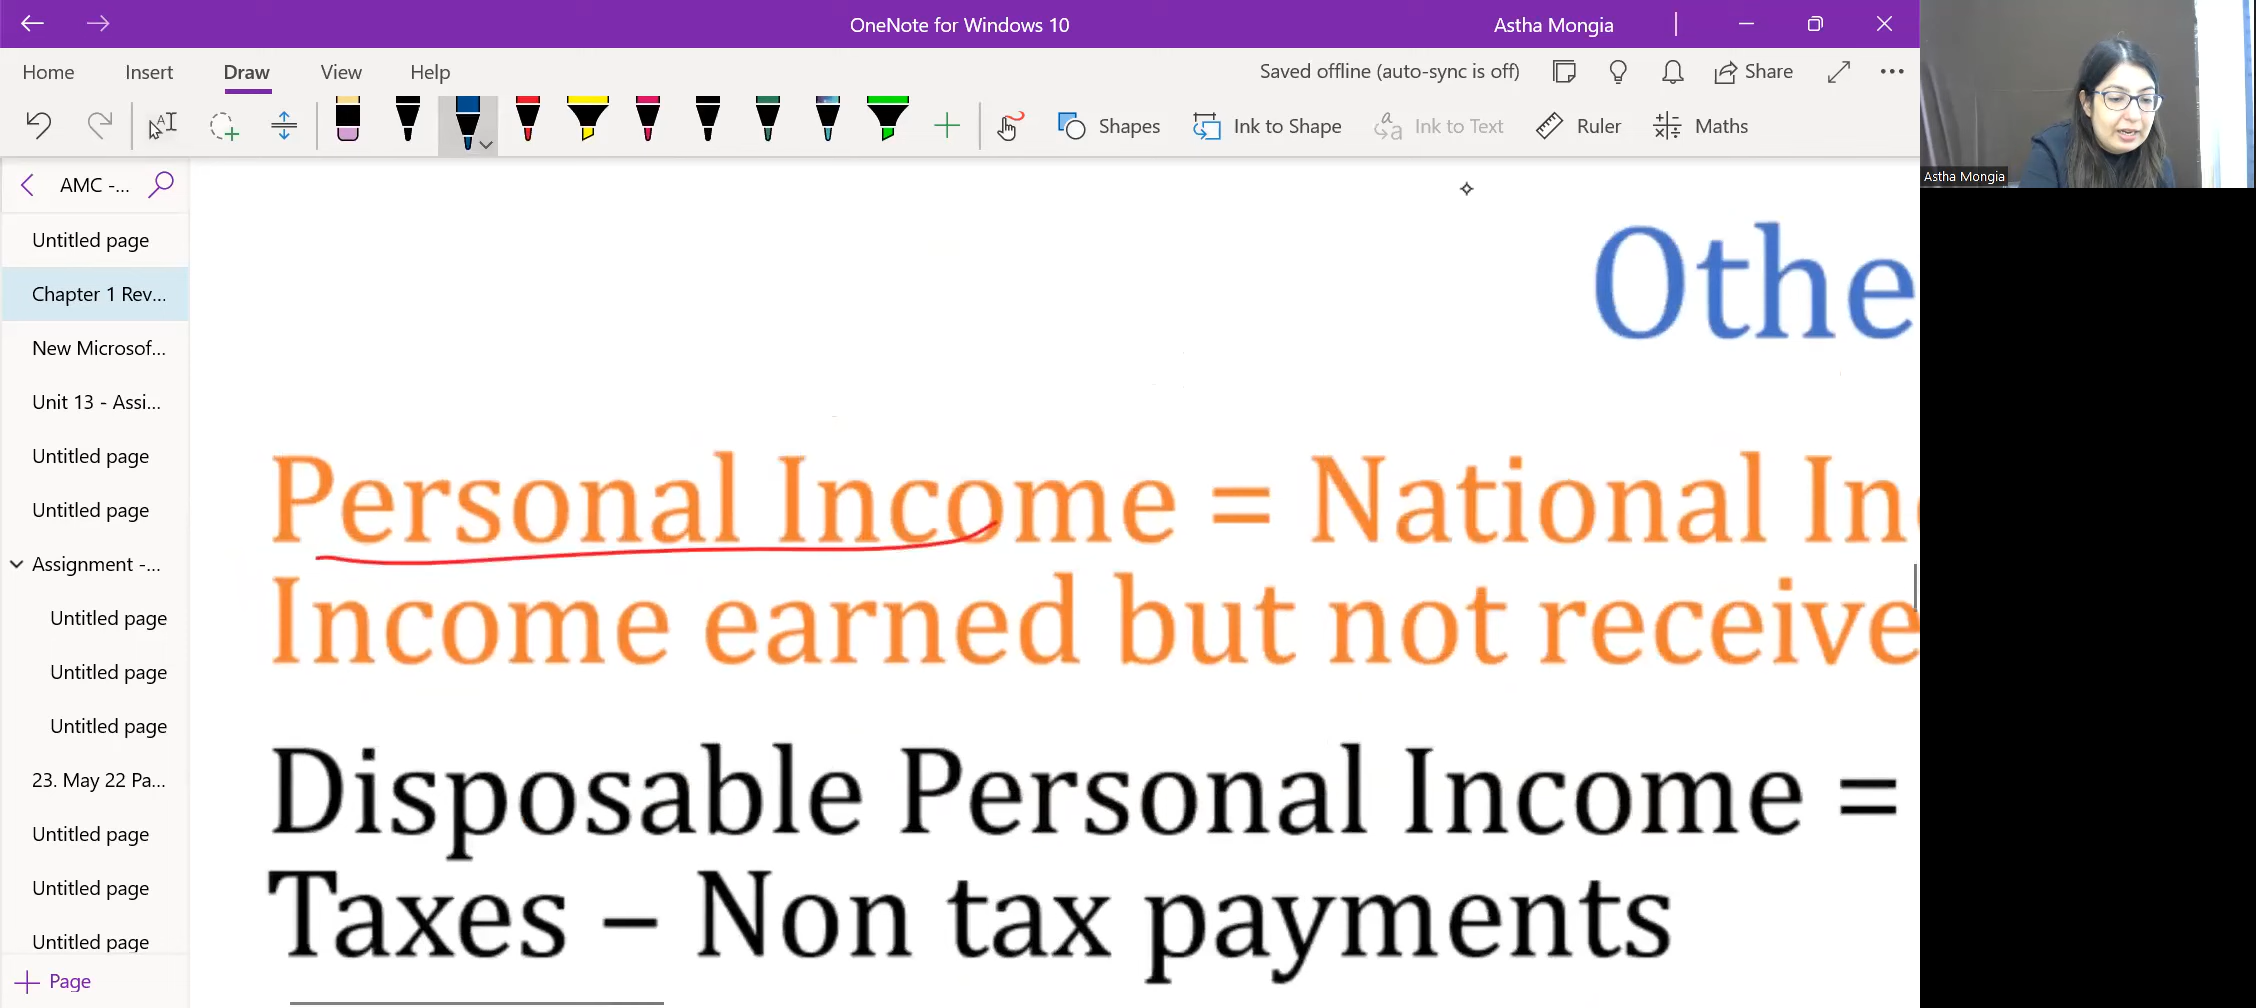 OneNote for Windows 10
Astha Mongia
Home Insert Draw View Help
Saved offline (auto-sync is off) Share
Shapes Ink to Shape Ink to Text Ruler Maths
AMC -...
Untitled page
Chapter 1 Rev...
New Microsof...
Unit 13 - Assi...
Untitled page
Untitled page
Assignment -...
Untitled page
Untitled page
Untitled page
23. May 22 Pa...
Untitled page
Untitled page
Untitled page
Page
Othe
Personal Income = National In
Income earned but not receive
Disposable Personal Income =
Taxes – Non tax payments
Astha Mongia